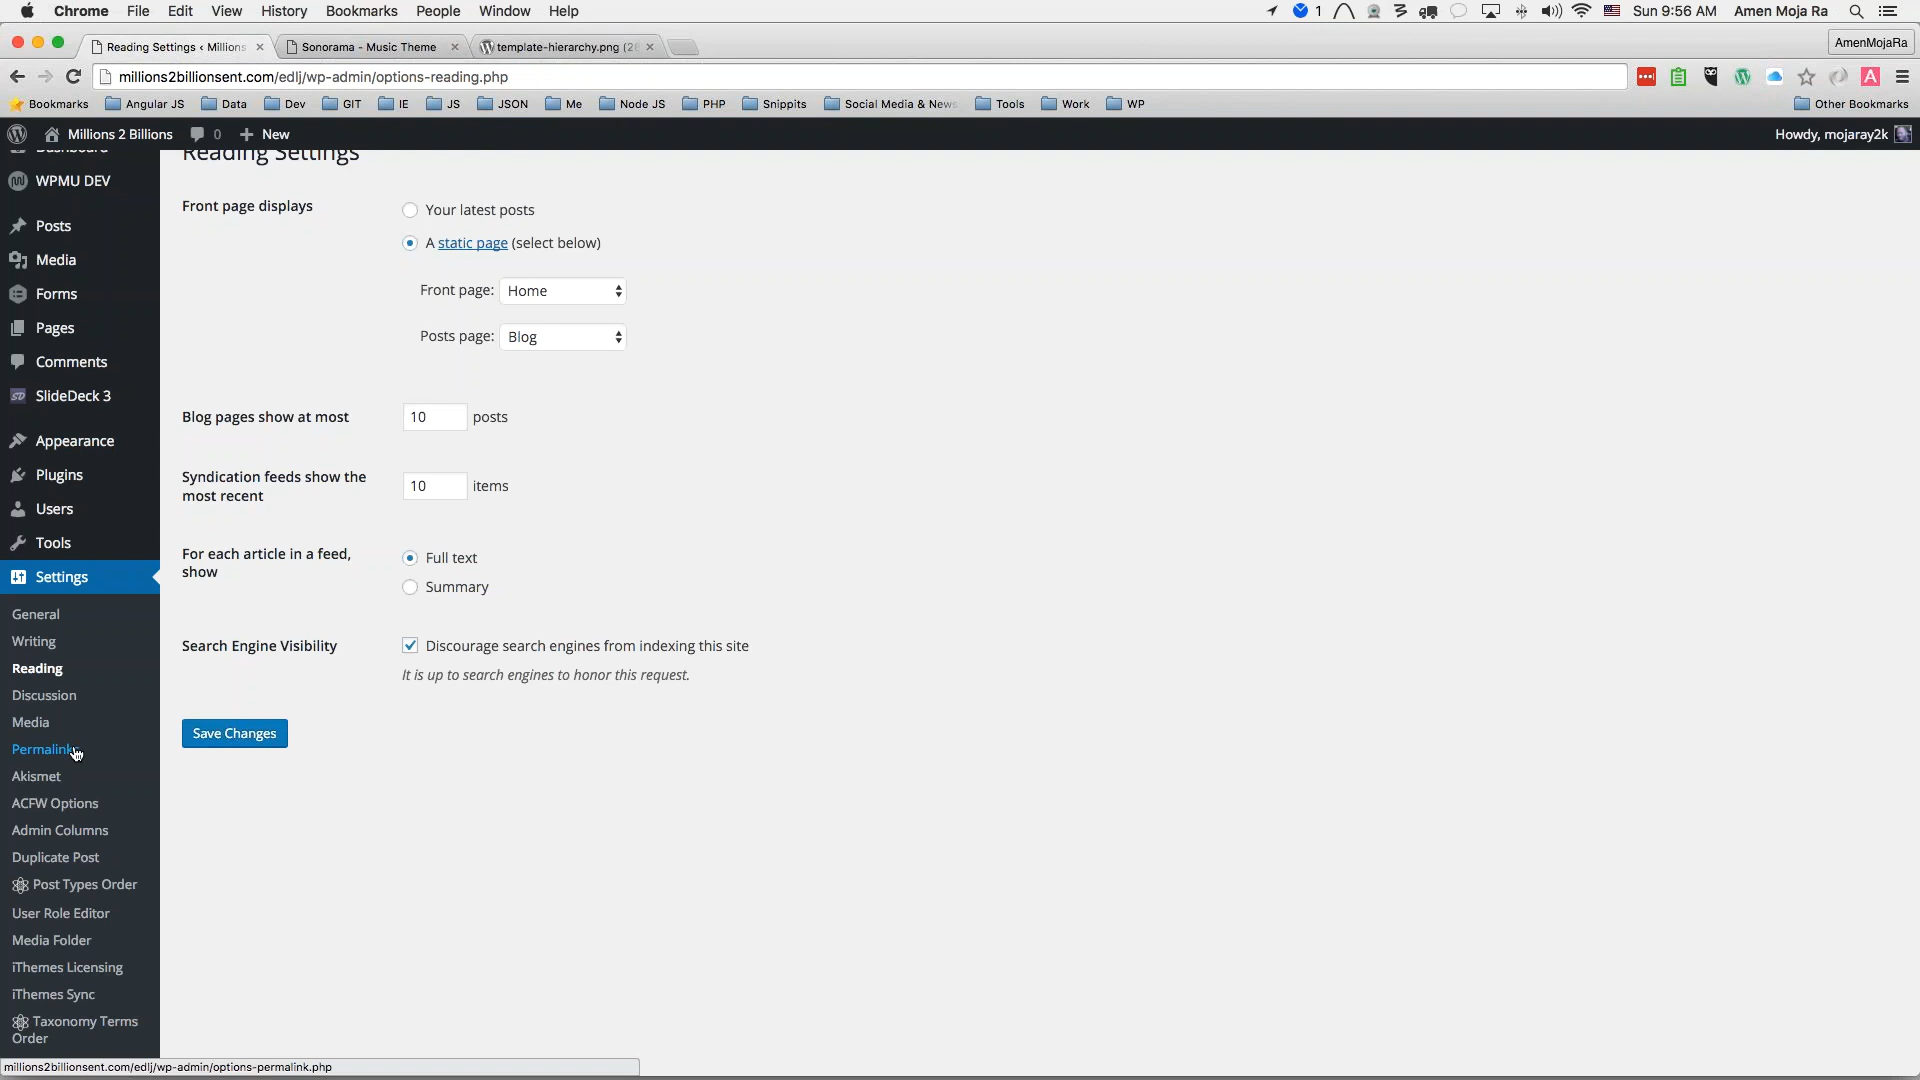 Chrome File Edit View History Bookmarks People Window Help
1
Sun 9:56 AM Amen Moja Ra
Reading Settings ‹ Millions
Sonorama - Music Theme
template-hierarchy.png (28
AmenMojaRa
millions2billionsent.com/edlj/wp-admin/options-reading.php
Bookmarks Angular JS Data Dev GIT IE JS JSON Me Node JS PHP Snippits Social Media & News Tools Work WP Other Bookmarks
Millions 2 Billions 0 New Howdy, mojaray2k
Dashboard
WPMU DEV
Posts
Media
Forms
Pages
Comments
SlideDeck 3
Appearance
Plugins
Users
Tools
Settings
General
Writing
Reading
Discussion
Media
Permalinks
Akismet
ACFW Options
Admin Columns
Duplicate Post
Post Types Order
User Role Editor
Media Folder
iThemes Licensing
iThemes Sync
Taxonomy Terms
Order
Reading Settings
Front page displays
Your latest posts
A static page (select below)
Front page: Home
Posts page: Blog
Blog pages show at most 10 posts
Syndication feeds show the
most recent
10 items
For each article in a feed,
show
Full text
Summary
Search Engine Visibility
Discourage search engines from indexing this site
It is up to search engines to honor this request.
Save Changes
millions2billionsent.com/edlj/wp-admin/options-permalink.php